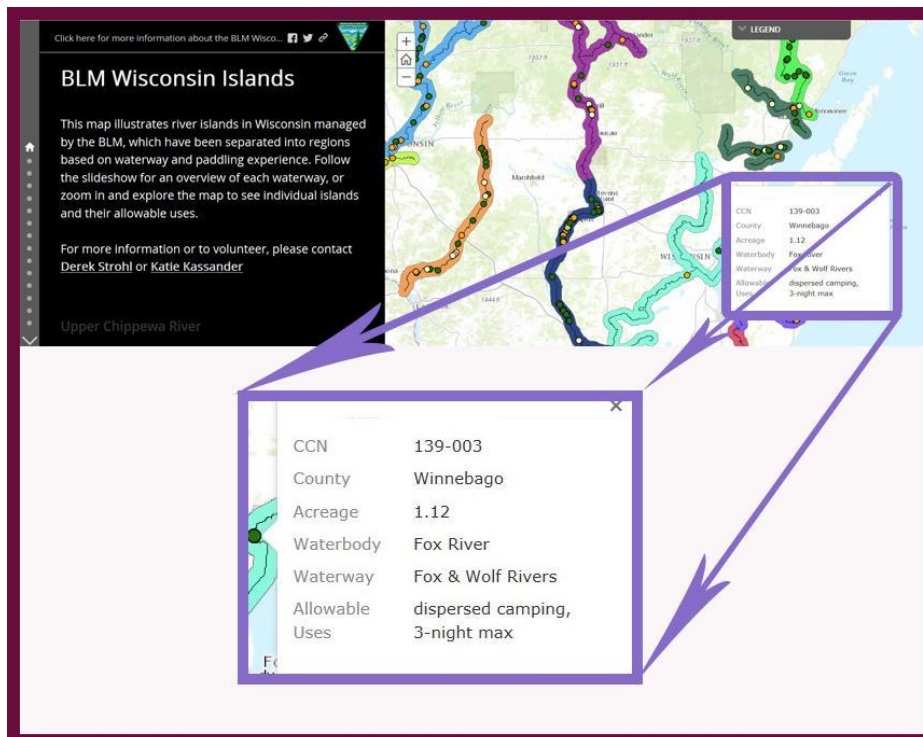 Click here for more information about the BLM Wisco...
BLM Wisconsin Islands
This map illustrates river islands in Wisconsin managed
by the BLM, which have been separated into regions
based on waterway and paddling experience. Follow
the slideshow for an overview of each waterway, or
zoom in and explore the map to see individual islands
and their allowable uses.
For more information or to volunteer, please contact
Derek Strohl or Katie Kassander
Upper Chippewa River
LEGEND
Marshfield
CCN 139-003
County Winnebago
Acreage 1.12
Waterbody Fox River
Waterway Fox & Wolf Rivers
Allowable dispersed camping,
Uses 3-night max
CCN 139-003
County Winnebago
Acreage 1.12
Waterbody Fox River
Waterway Fox & Wolf Rivers
Allowable dispersed camping,
Uses 3-night max